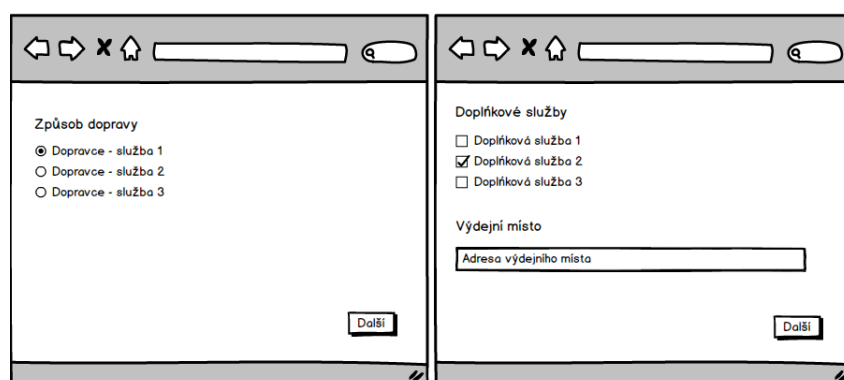 Způsob dopravy
Dopravce - služba 1
Dopravce - služba 2
Dopravce - služba 3
Další
Doplňkové služby
Doplňková služba 1
Doplňková služba 2
Doplňková služba 3
Výdejní místo
Adresa výdejního místa
Další